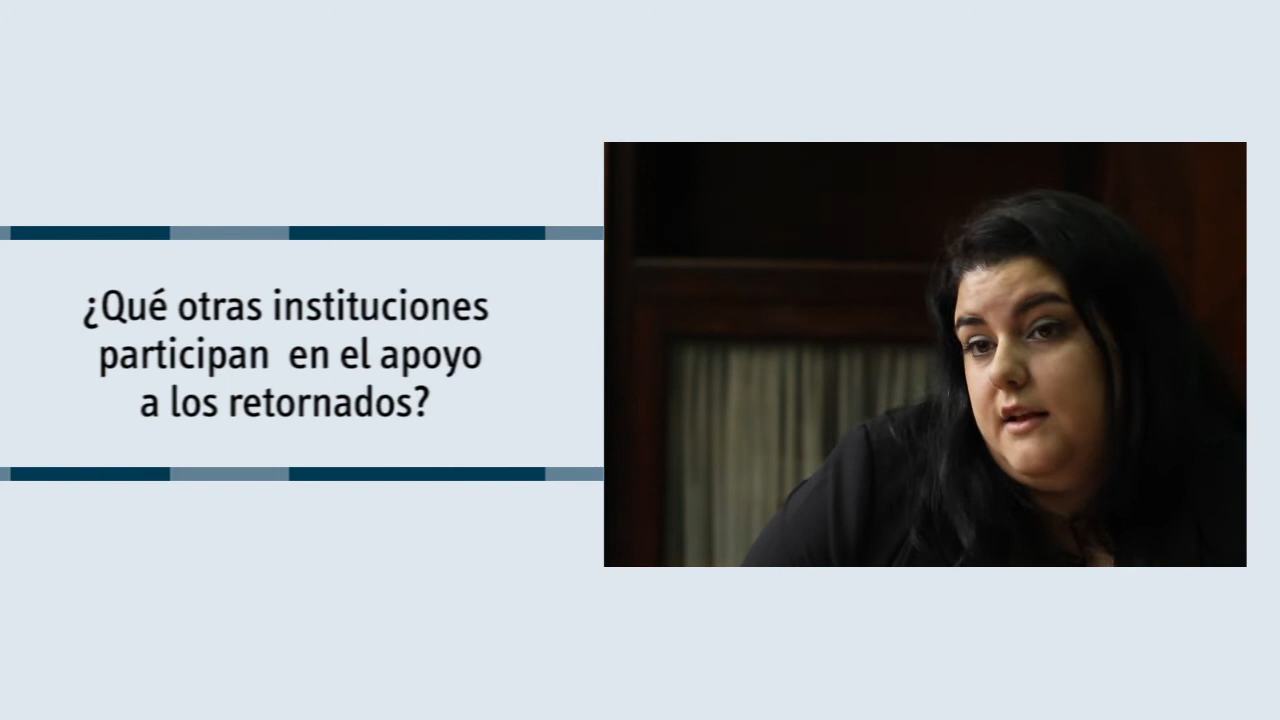 ¿Qué otras instituciones
participan en el apoyo
a los retornados?